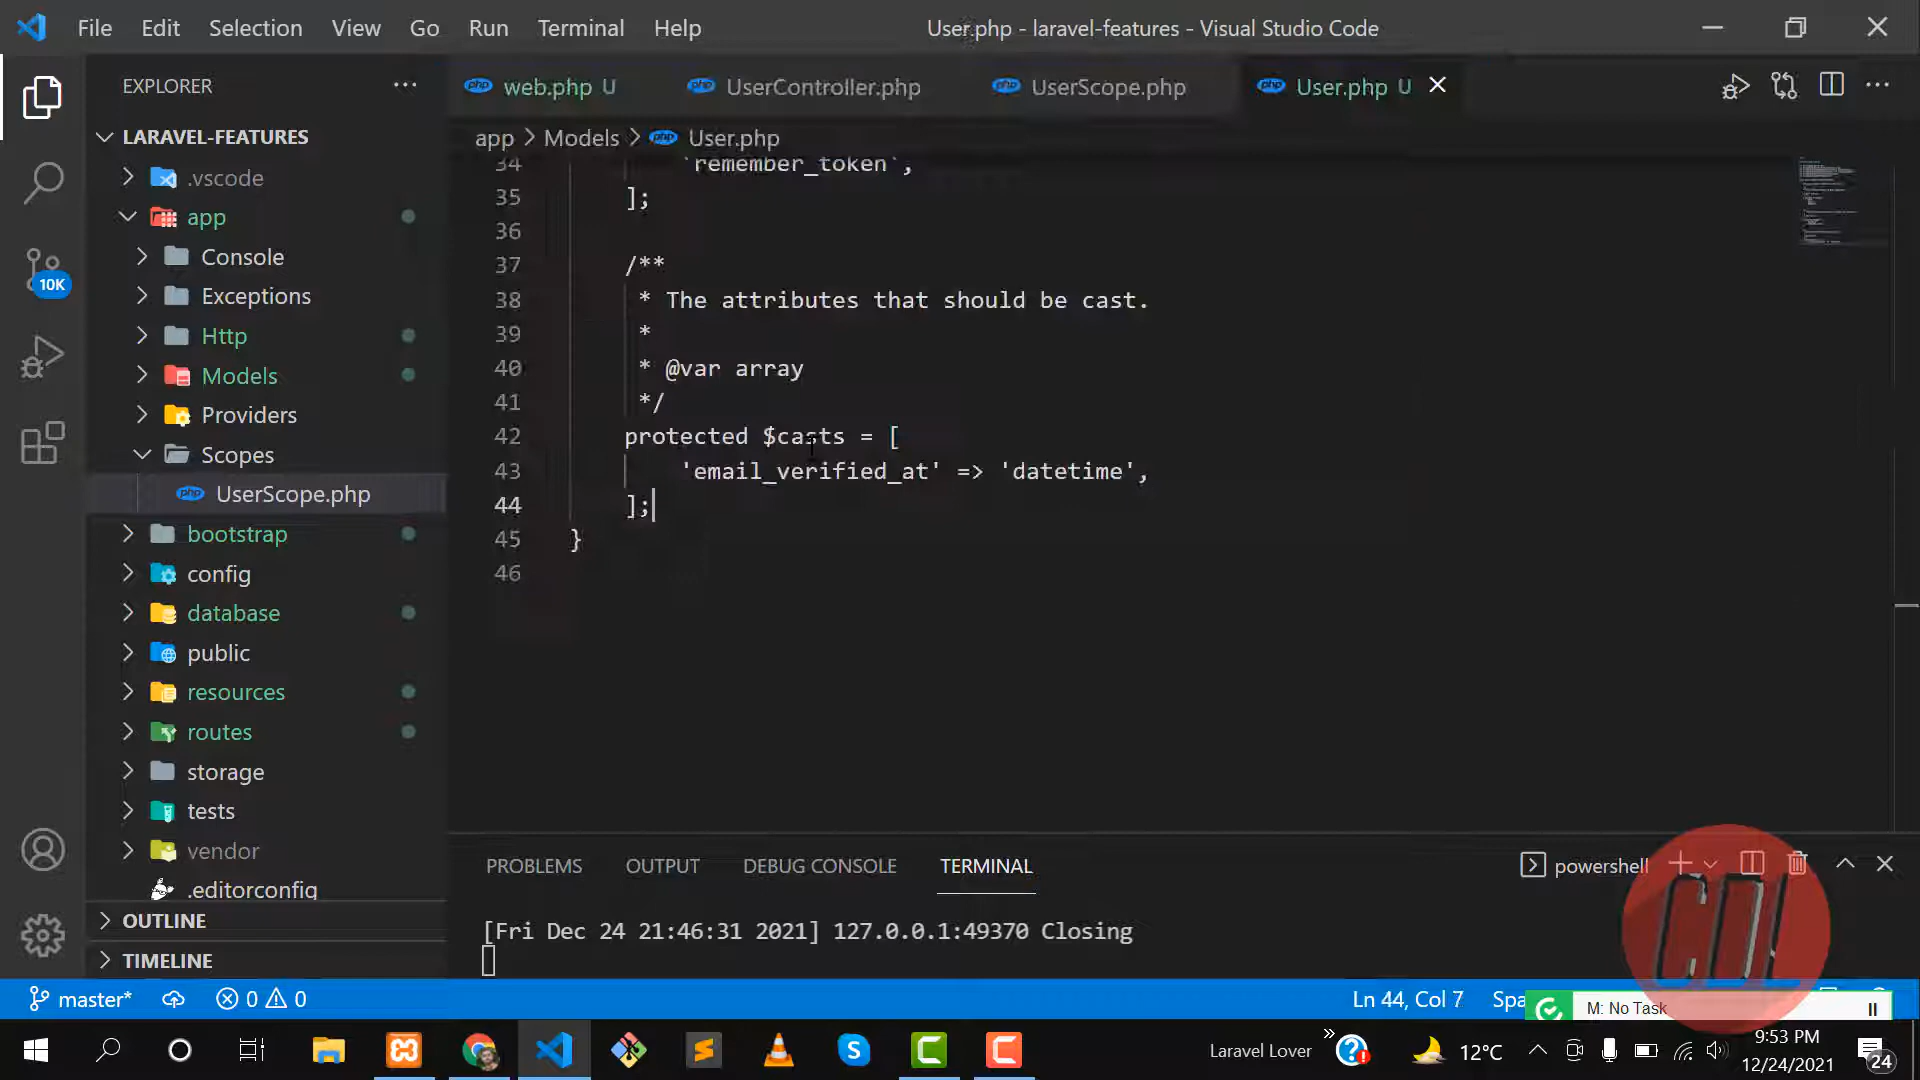 File Edit Selection View Go Run Terminal Help
User.php - laravel-features - Visual Studio Code
EXPLORER
web.php U
UserController.php
UserScope.php
User.php U
LARAVEL-FEATURES
app > Models > User.php
.vscode
app
Console
Exceptions
Http
Models
Providers
Scopes
UserScope.php
bootstrap
config
database
public
resources
routes
storage
tests
vendor
.editorconfig
OUTLINE
TIMELINE
34 'remember_token',
35 ];
36
37 /**
38 * The attributes that should be cast.
39 *
40 * @var array
41 */
42 protected $casts = [
43 'email_verified_at' => 'datetime',
44 ];
45 }
46
10K
PROBLEMS OUTPUT DEBUG CONSOLE TERMINAL
powershell
[Fri Dec 24 21:46:31 2021] 127.0.0.1:49370 Closing
CDL
master* 0 0
Ln 44, Col 7
M: No Task
Laravel Lover
12°C
9:53 PM
12/24/2021
24